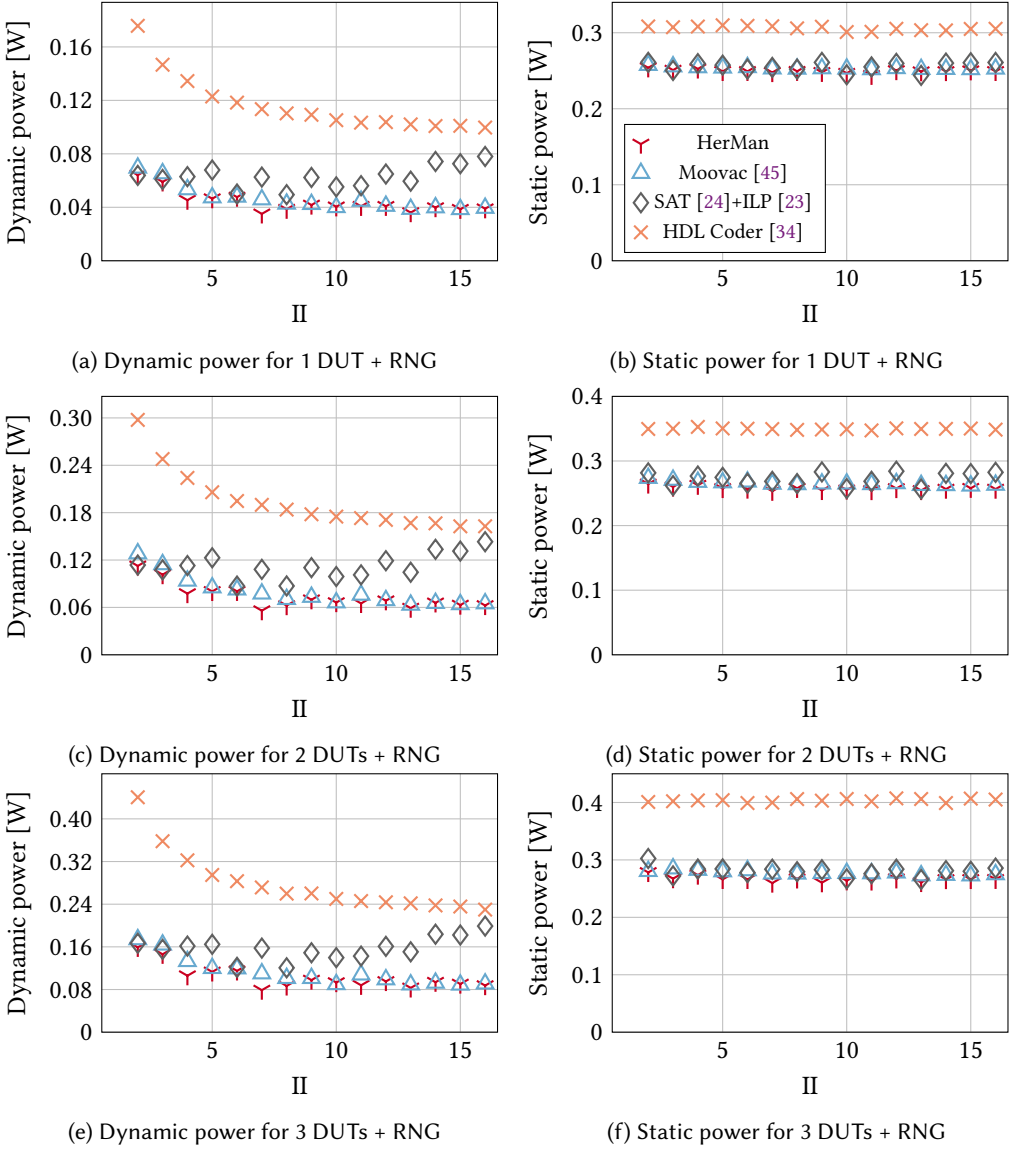 0.16
0.12
0.08
0.04
0
Dynamic power [W]
5
10
15
II
(a) Dynamic power for 1 DUT + RNG
0.3
0.2
0.1
0
Static power [W]
HerMan
Moovac [45]
SAT [24]+ILP [23]
HDL Coder [34]
5
10
15
II
(b) Static power for 1 DUT + RNG
0.30
0.24
0.18
0.12
0.06
0
Dynamic power [W]
5
10
15
II
(c) Dynamic power for 2 DUTs + RNG
0.4
0.3
0.2
0.1
0
Static power [W]
5
10
15
II
(d) Static power for 2 DUTs + RNG
0.40
0.32
0.24
0.16
0.08
0
Dynamic power [W]
5
10
15
II
(e) Dynamic power for 3 DUTs + RNG
0.4
0.3
0.2
0.1
0
Static power [W]
5
10
15
II
(f) Static power for 3 DUTs + RNG